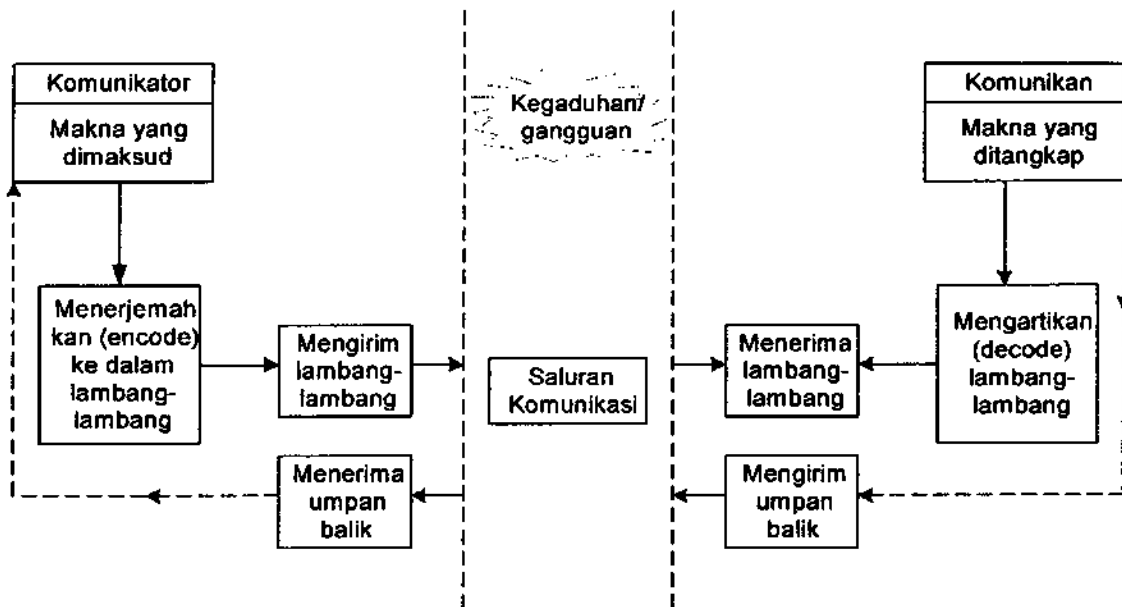 Komunikator
Makna yang
dimaksud
Menerjemah
kan (encode)
ke dalam
lambang-
lambang
Mengirim
lambang-
lambang
Menerima
umpan
balik
Kegaduhan/
gangguan
Saluran
Komunikasi
Menerima
lambang-
lambang
Mengirim
umpan
balik
Komunikan
Makna yang
ditangkap
Mengartikan
(decode)
lambang-
lambang